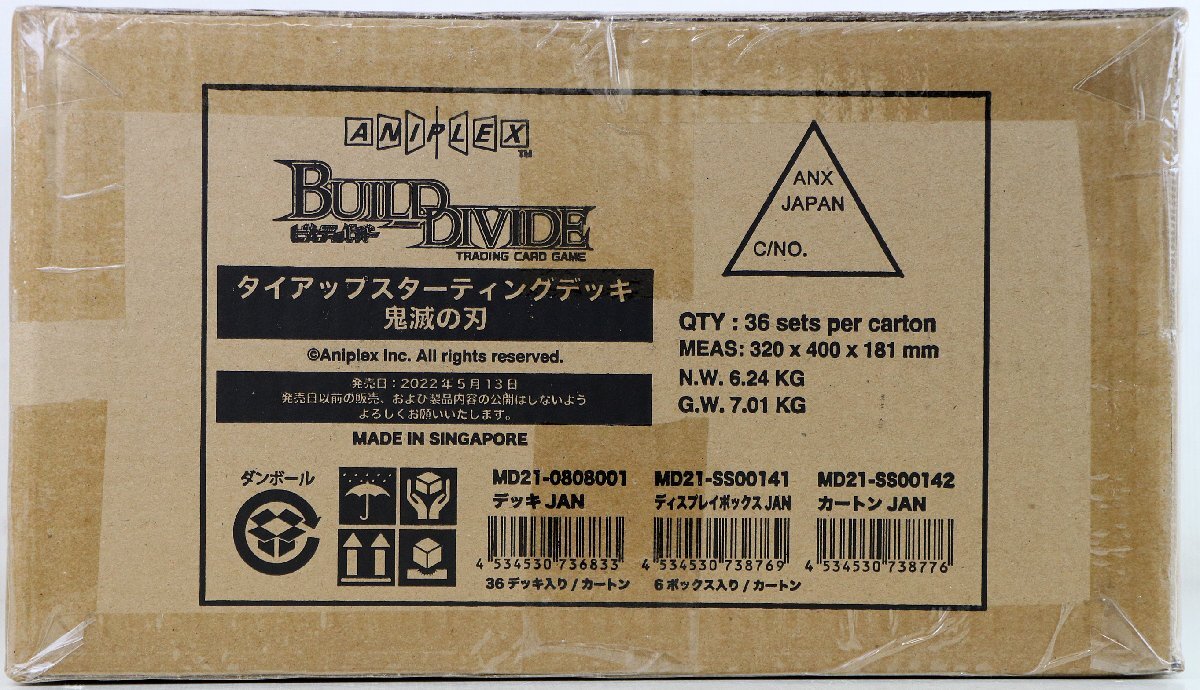 ANIPLEX TM
BUILD DIVIDE
ビルディバイド
TRADING CARD GAME
タイアップスターティングデッキ
鬼滅の刃
©Aniplex Inc. All rights reserved.
発売日：2022年5月13日
発売日以前の販売、および製品内容の公開はしないよう
よろしくお願いいたします。
MADE IN SINGAPORE
ANX
JAPAN
C/NO.
QTY : 36 sets per carton
MEAS: 320 x 400 x 181 mm
N.W. 6.24 KG
G.W. 7.01 KG
ダンボール
MD21-0808001
デッキ JAN
4 534530 736833
36デッキ入り / カートン
MD21-SS00141
ディスプレイボックス JAN
4 534530 738769
6ボックス入り / カートン
MD21-SS00142
カートン JAN
4 534530 738776